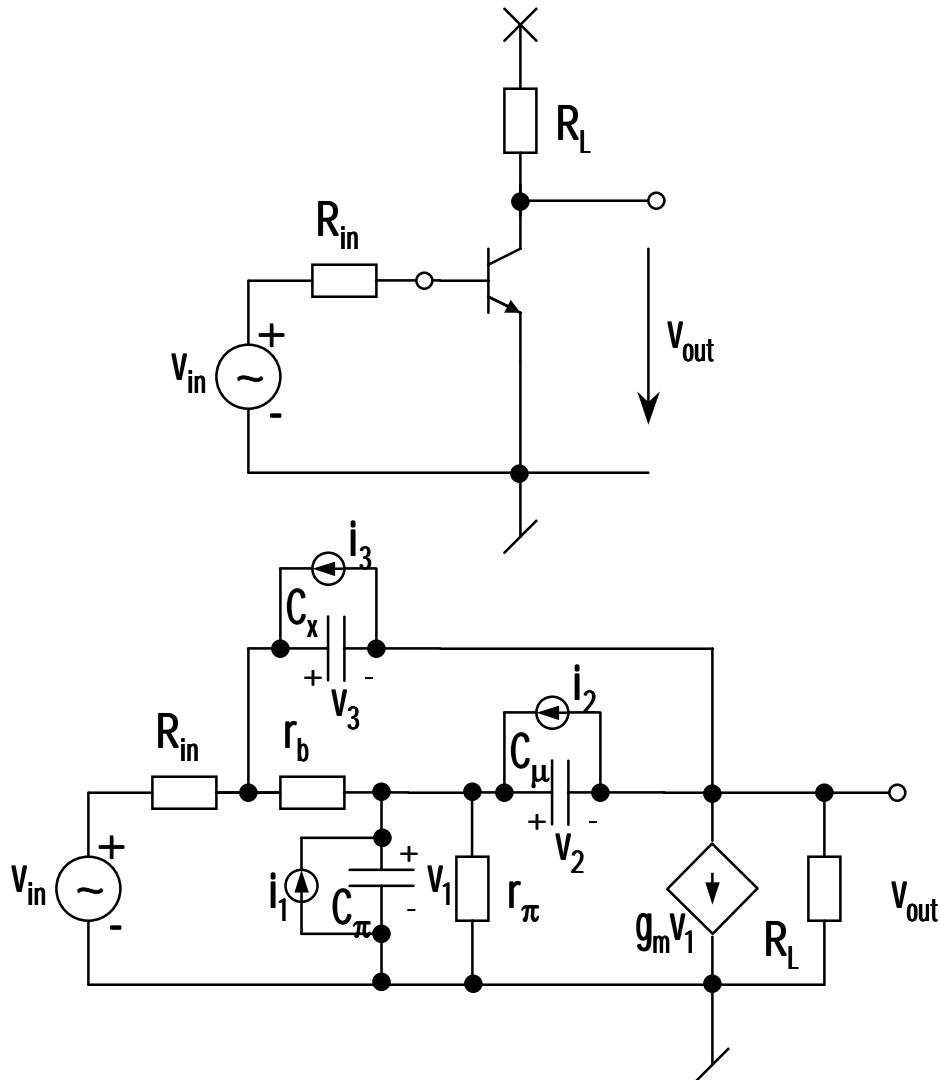 R_L
R_in
+
v_in
~
-
v_out
i_3
C_x
+ -
v_3
i_2
R_in
r_b
C_μ
+ -
v_2
+
v_in
~
-
i_1
C_π
+
v_1
-
r_π
g_m v_1
R_L
v_out